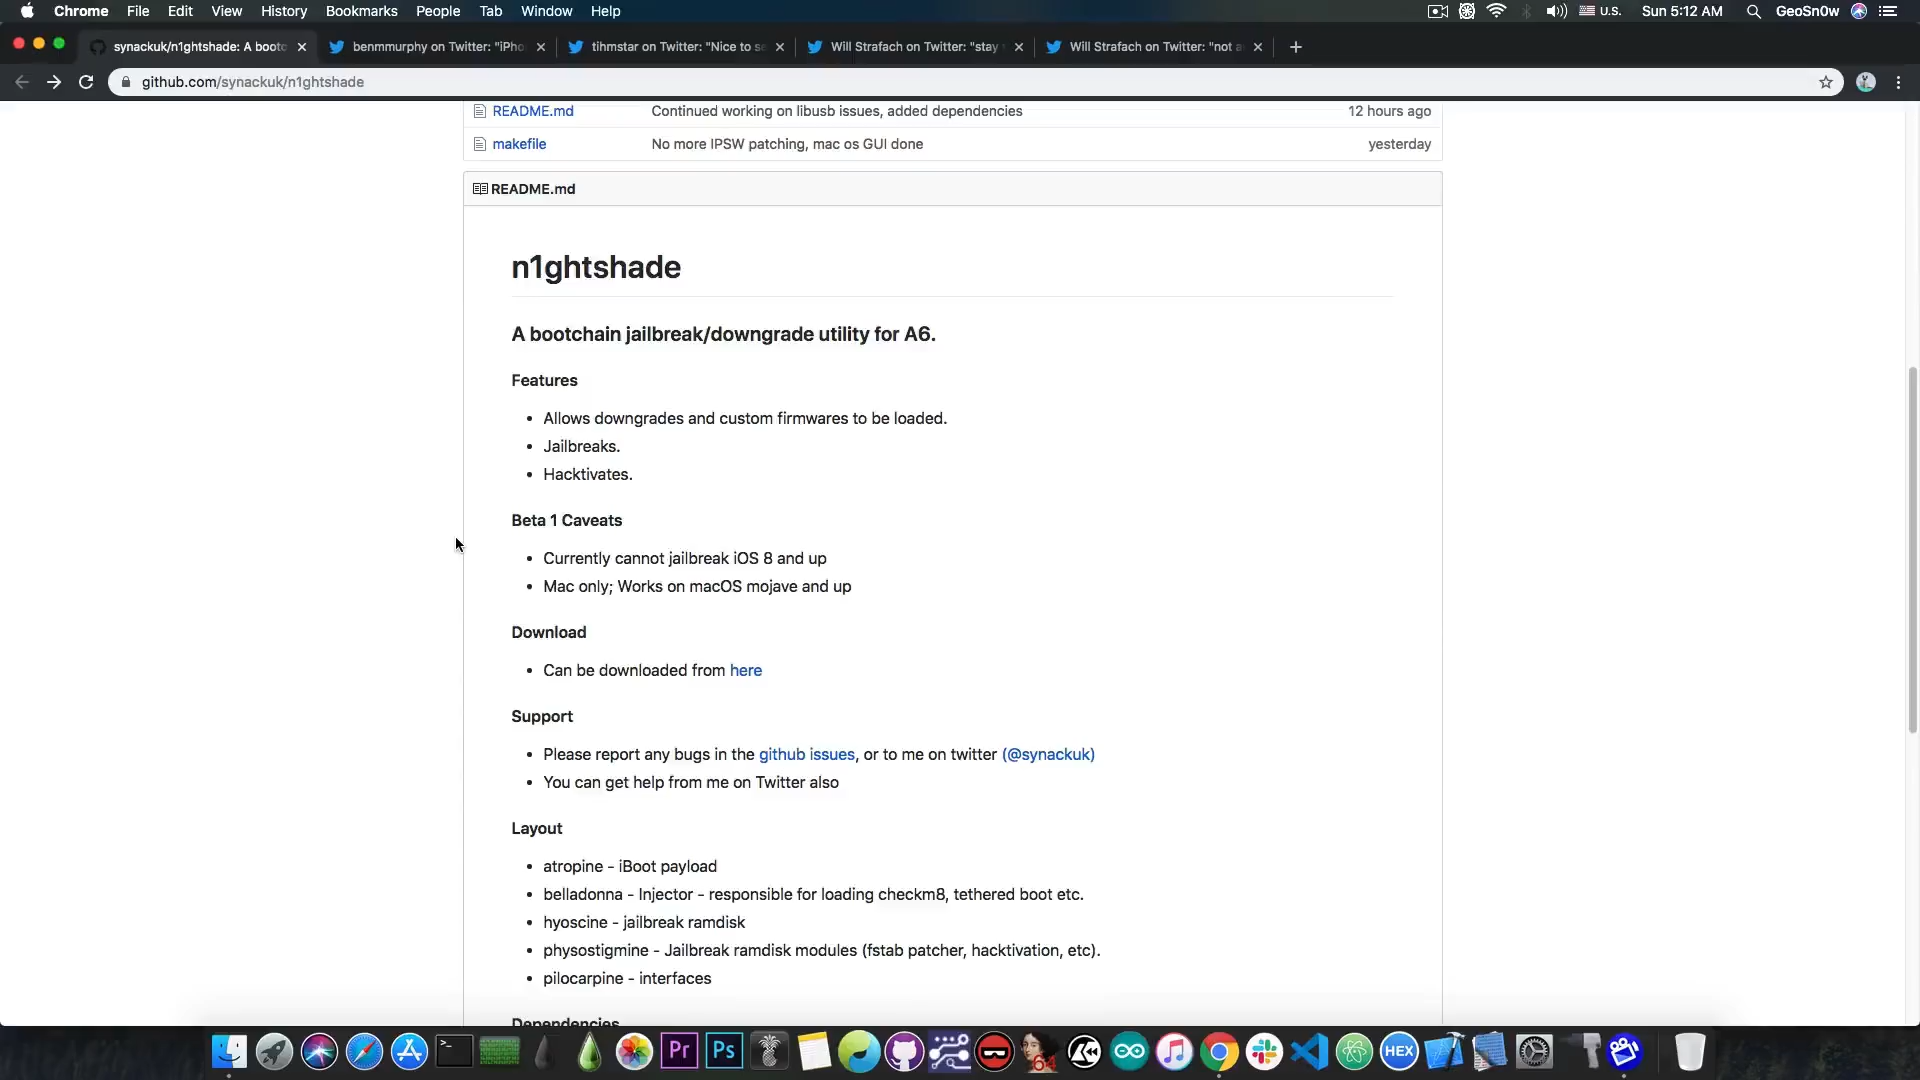 Chrome File Edit View History Bookmarks People Tab Window Help U.S. Sun 5:12 AM GeoSn0w
synackuk/n1ghtshade: A boot benmmurphy on Twitter: "iPho tihmstar on Twitter: "Nice to se Will Strafach on Twitter: "stay Will Strafach on Twitter: "not a
github.com/synackuk/n1ghtshade
README.md Continued working on libusb issues, added dependencies 12 hours ago
makefile No more IPSW patching, mac os GUI done yesterday
README.md
n1ghtshade
A bootchain jailbreak/downgrade utility for A6.
Features
• Allows downgrades and custom firmwares to be loaded.
• Jailbreaks.
• Hacktivates.
Beta 1 Caveats
• Currently cannot jailbreak iOS 8 and up
• Mac only; Works on macOS mojave and up
Download
• Can be downloaded from here
Support
• Please report any bugs in the github issues, or to me on twitter (@synackuk)
• You can get help from me on Twitter also
Layout
• atropine - iBoot payload
• belladonna - Injector - responsible for loading checkm8, tethered boot etc.
• hyoscine - jailbreak ramdisk
• physostigmine - Jailbreak ramdisk modules (fstab patcher, hacktivation, etc).
• pilocarpine - interfaces
Dependencies
Pr Ps 64 HEX